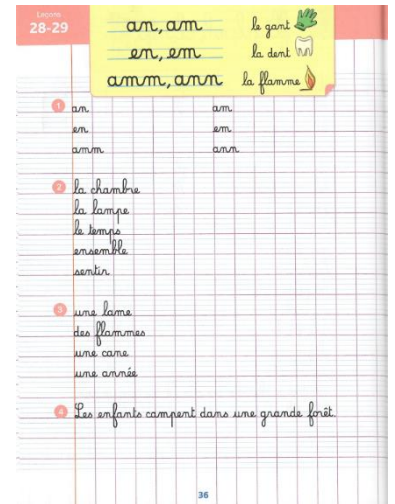 Leçons
28-29
an, am
le gant
en, em
la dent
amm, ann
la flamme
1 an am
en em
amm ann
2 la chambre
la lampe
le temps
ensemble
sentir
3 une lame
des flammes
une cane
une année
4 Les enfants campent dans une grande forêt.
36